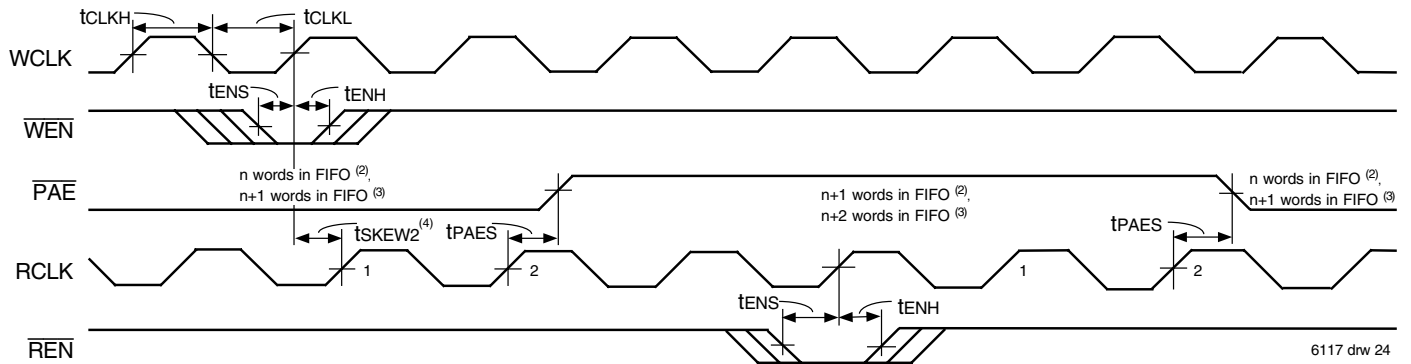 tCLKH tCLKL
WCLK
tENS tENH
WEN
n words in FIFO (2),
n+1 words in FIFO (3)
PAE
n+1 words in FIFO (2),
n+2 words in FIFO (3)
n words in FIFO (2),
n+1 words in FIFO (3)
tSKEW2(4) tPAES tPAES
RCLK 1 2 1 2
tENS tENH
REN
6117 drw 24